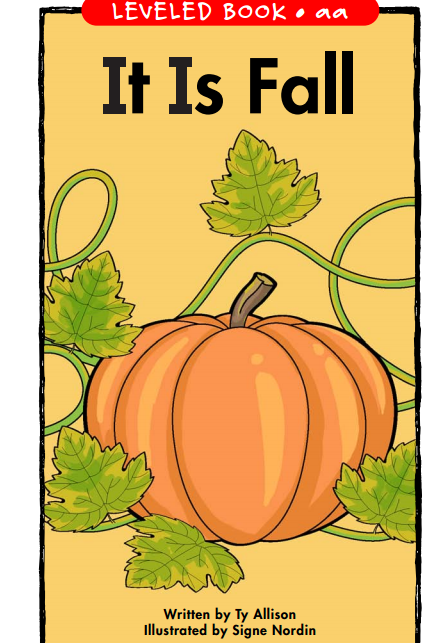 LEVELED BOOK • aa
It Is Fall
Written by Ty Allison
Illustrated by Signe Nordin